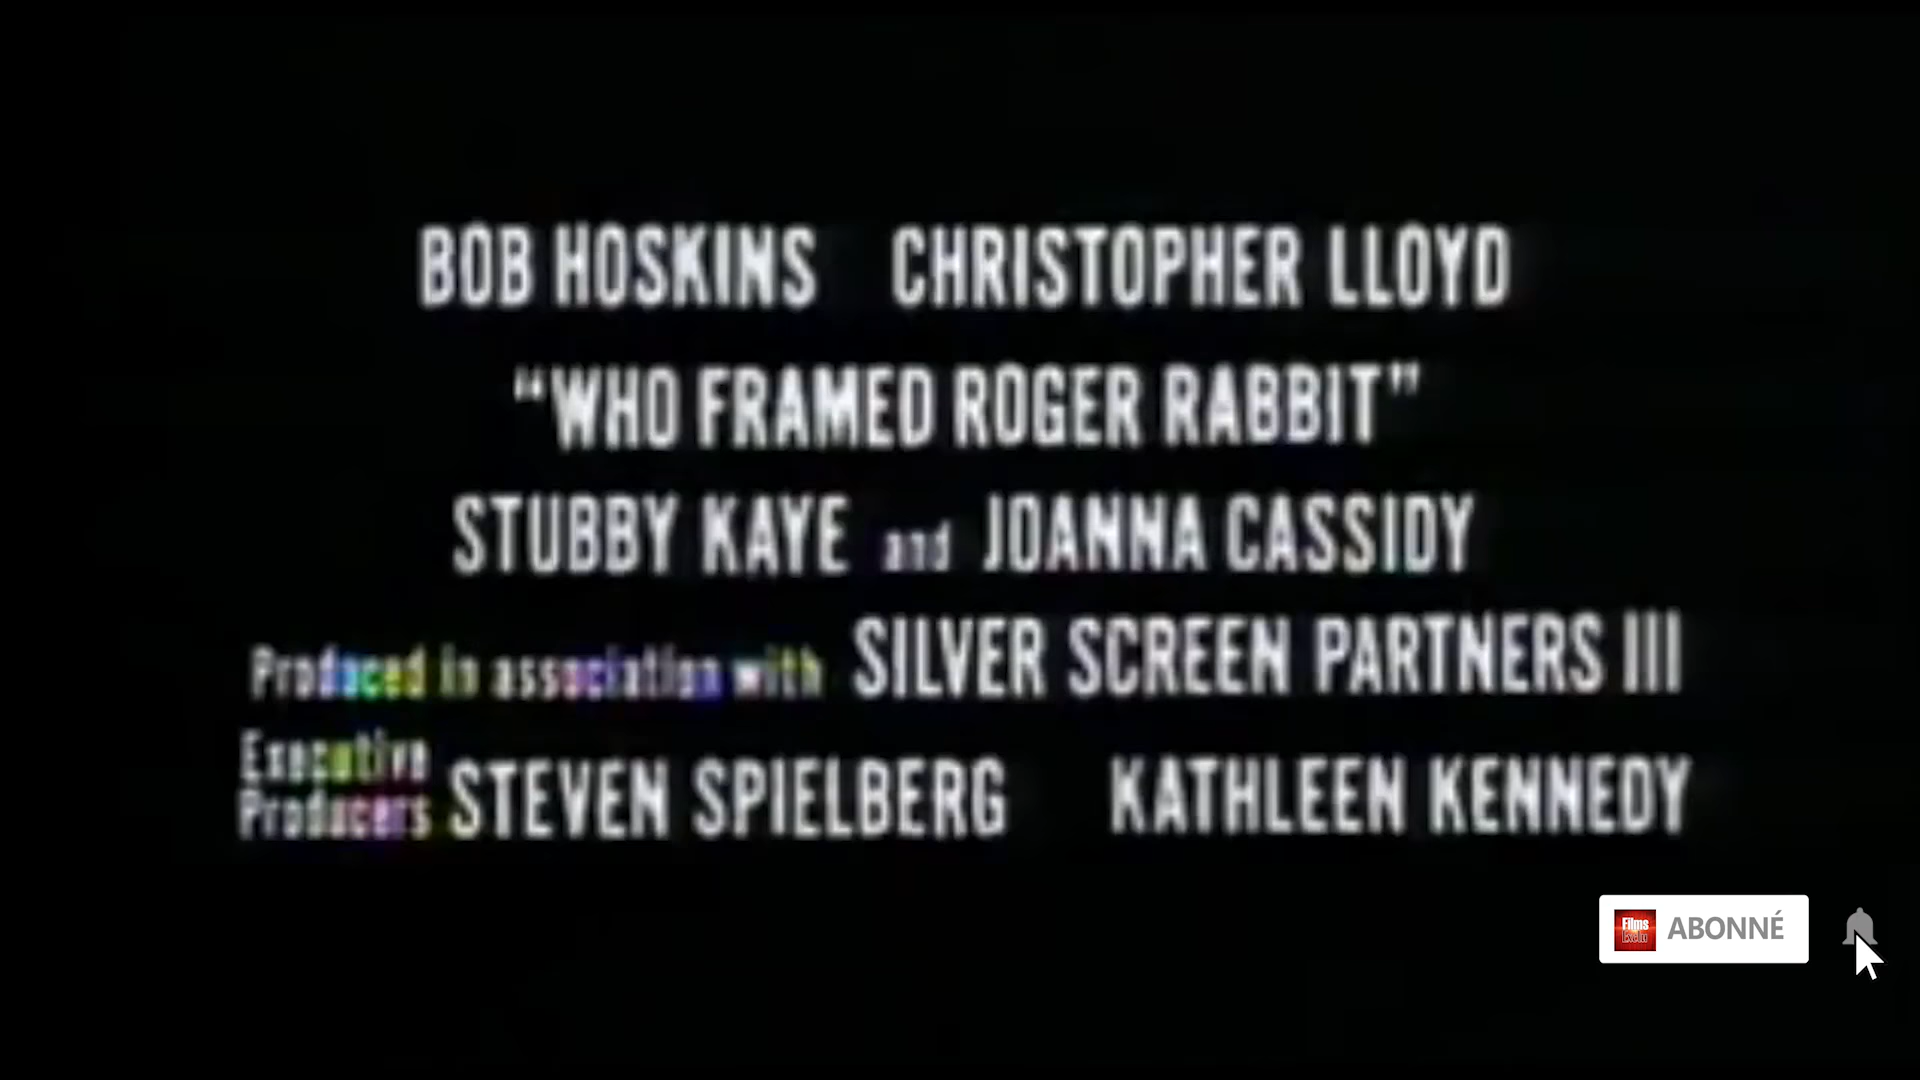 BOB HOSKINS CHRISTOPHER LLOYD
“WHO FRAMED ROGER RABBIT”
STUBBY KAYE and JOANNA CASSIDY
Produced in association with SILVER SCREEN PARTNERS III
Executive
Producers STEVEN SPIELBERG KATHLEEN KENNEDY
Films
ABONNÉ